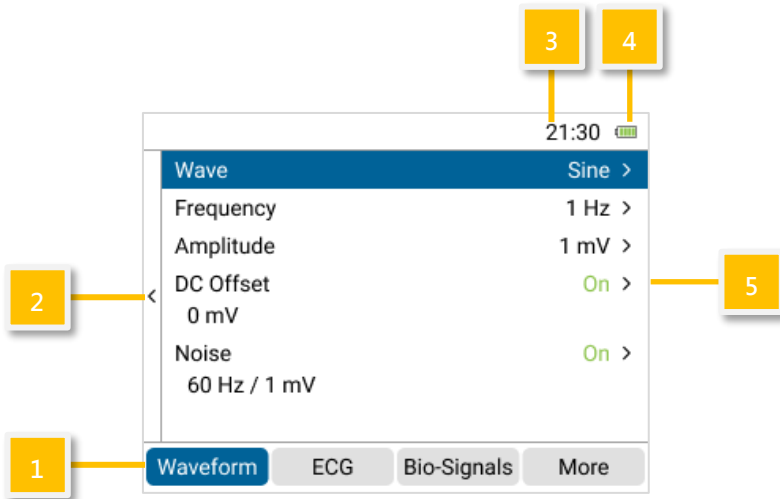 3 4
21:30
Wave Sine >
Frequency 1 Hz >
Amplitude 1 mV >
2 < DC Offset On > 5
0 mV
Noise On >
60 Hz / 1 mV
1 Waveform ECG Bio-Signals More